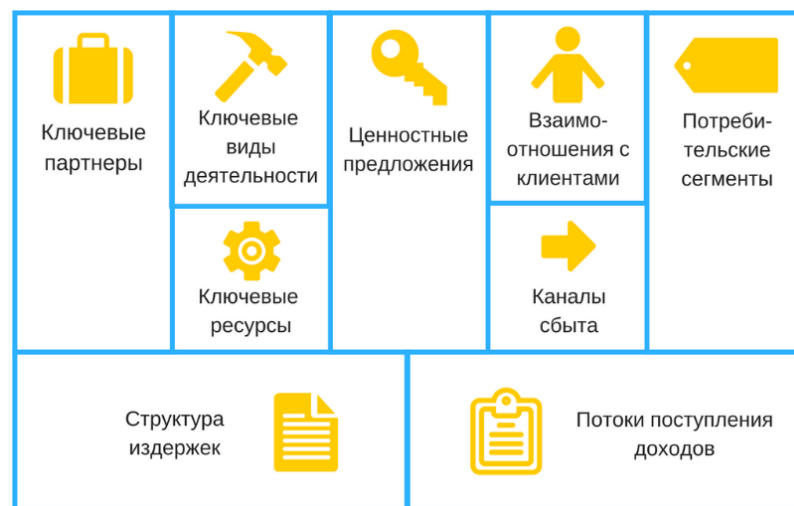 Ключевые
партнеры
Ключевые
виды
деятельности
Ключевые
ресурсы
Ценностные
предложения
Взаимо-
отношения с
клиентами
Каналы
сбыта
Потреби-
тельские
сегменты
Структура
издержек
Потоки поступления
доходов